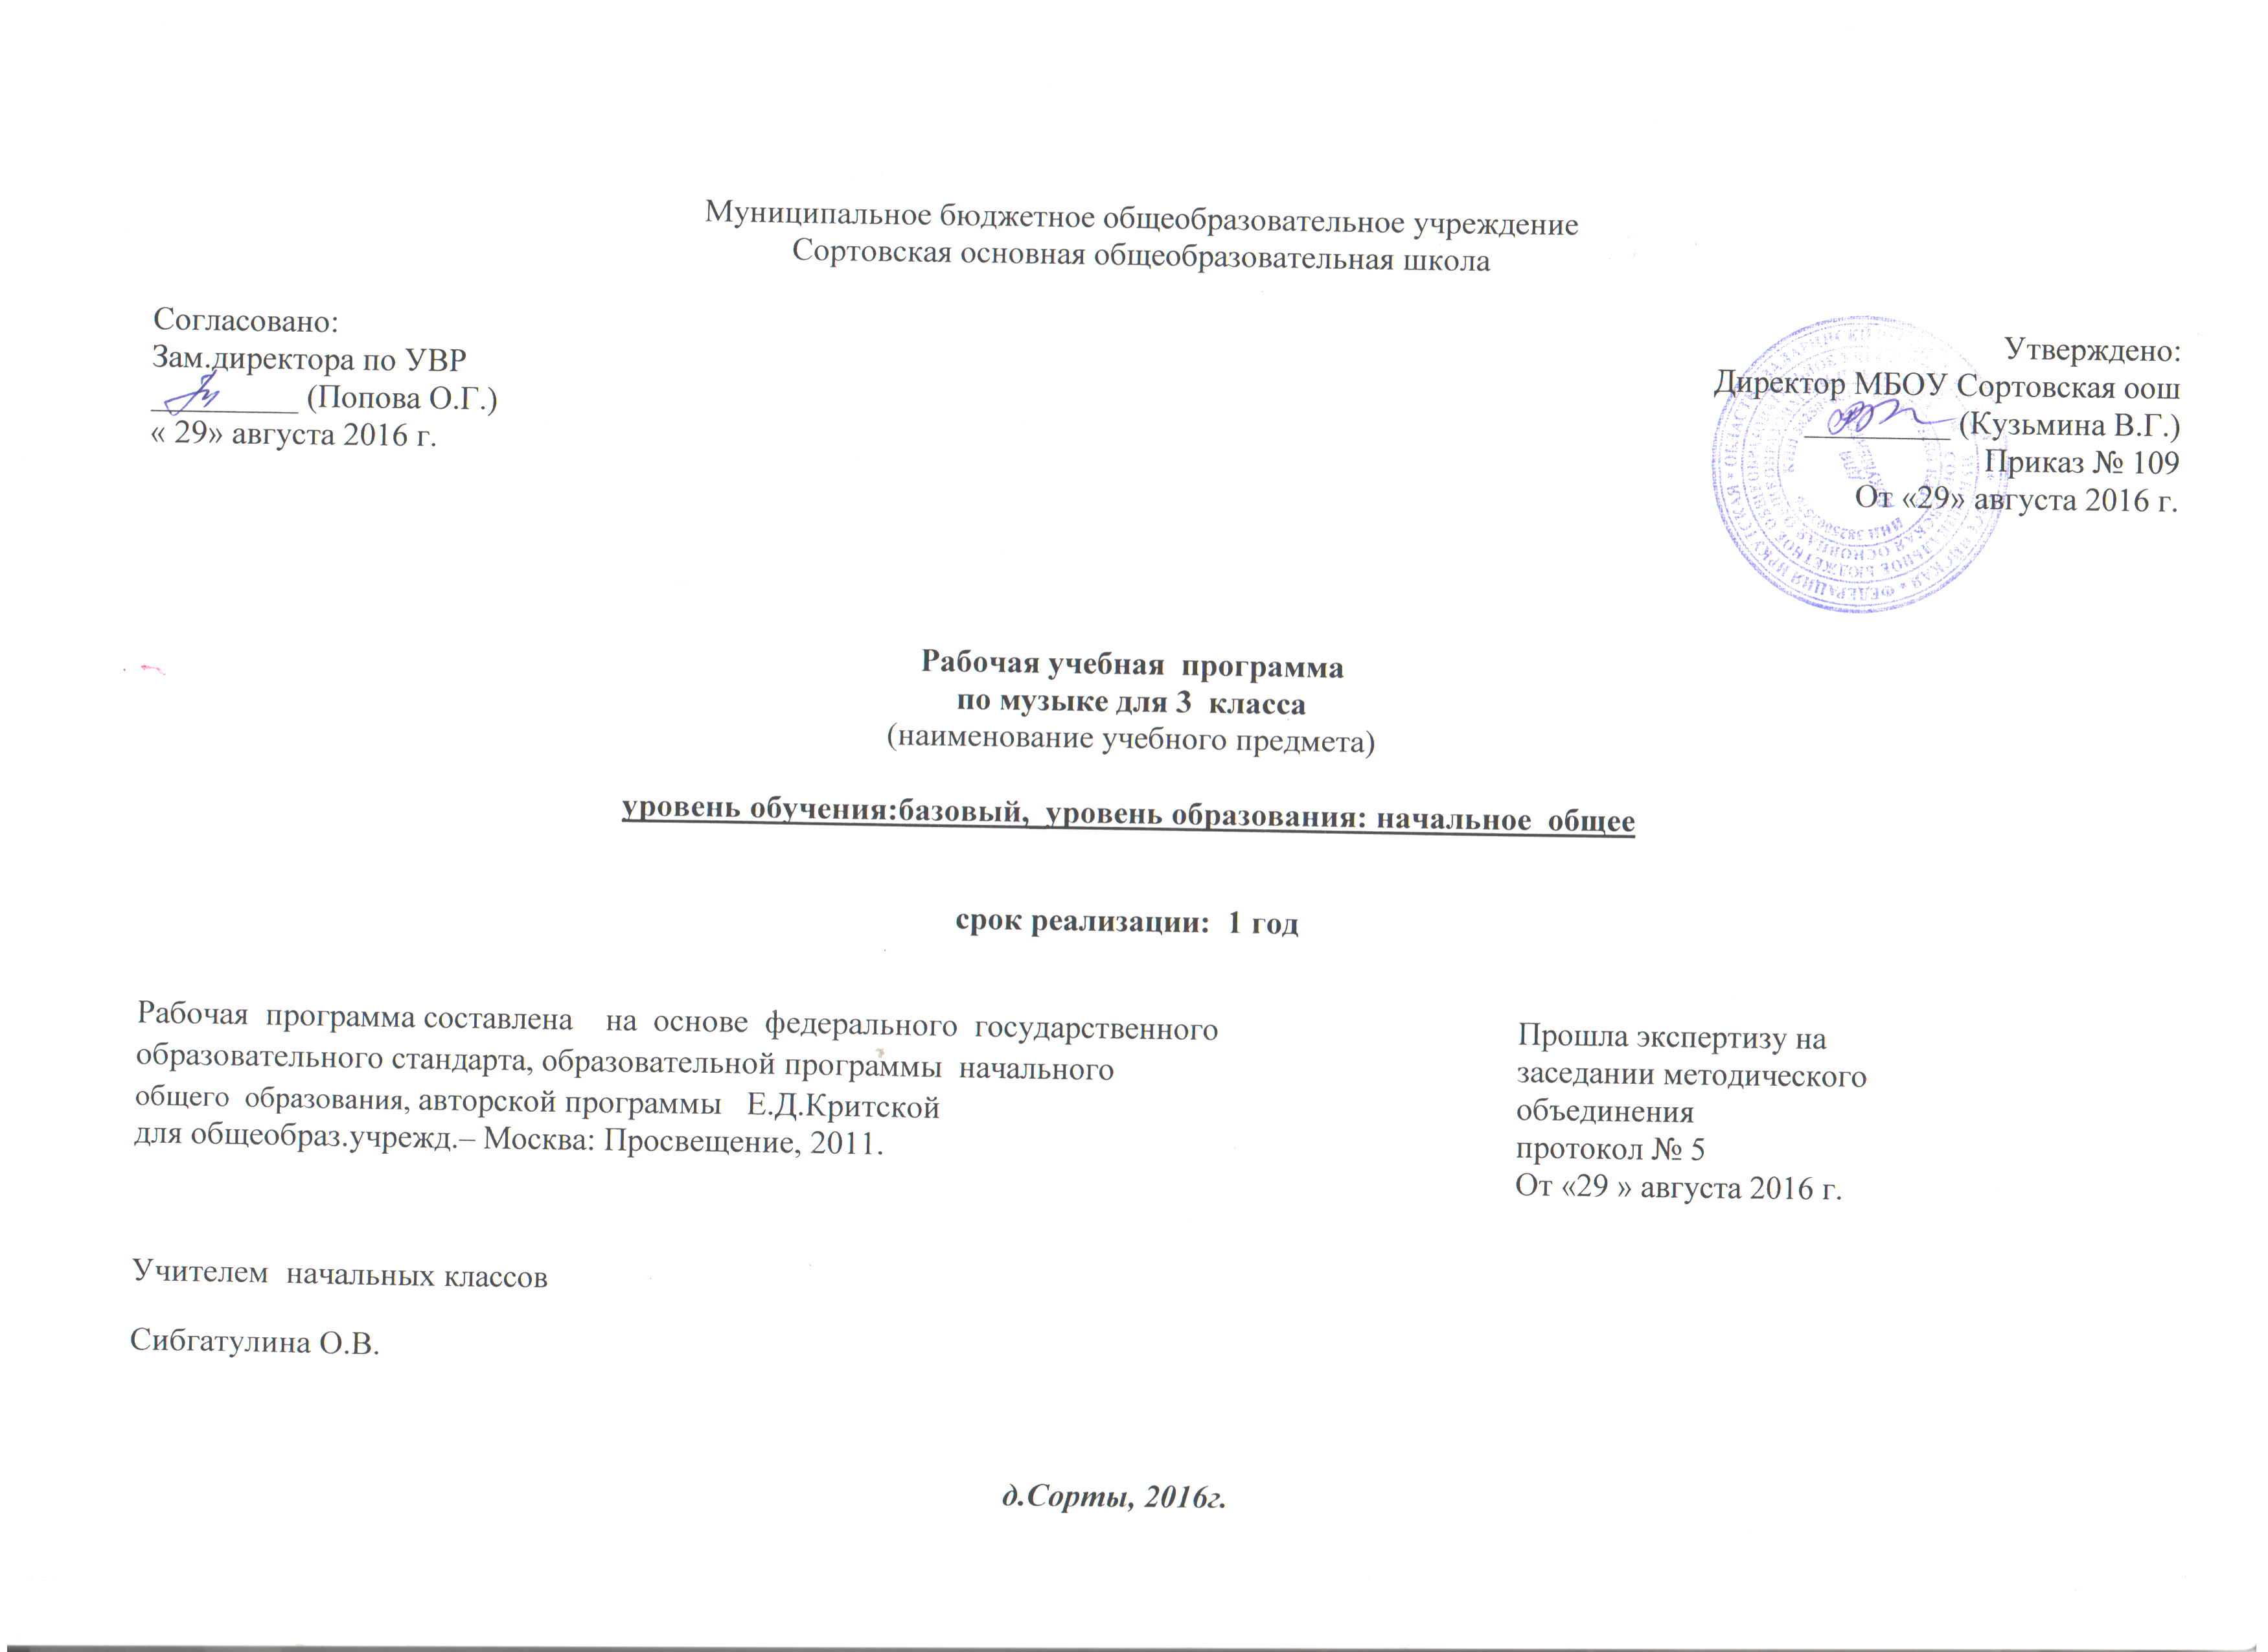 Муниципальное бюджетное общеобразовательное учреждение
Сортовская основная общеобразовательная школа
Согласовано:
Зам.директора по УВР
_________ (Попова О.Г.)
« 29» августа 2016 г.
Утверждено:
Директор МБОУ Сортовская оош
_________ (Кузьмина В.Г.)
Приказ № 109
От «29» августа 2016 г.
Рабочая учебная  программа
по музыке для 3  класса
(наименование учебного предмета)
уровень обучения:базовый,  уровень образования: начальное  общее
срок реализации:  1 год
Рабочая  программа составлена    на  основе  федерального  государственного
образовательного стандарта, образовательной программы  начального
общего  образования, авторской программы   Е.Д.Критской
для общеобраз.учрежд.– Москва: Просвещение, 2011.
Прошла экспертизу на
заседании методического
объединения
протокол № 5
От «29 » августа 2016 г.
Учителем  начальных классов
Сибгатулина О.В.
д.Сорты, 2016г.